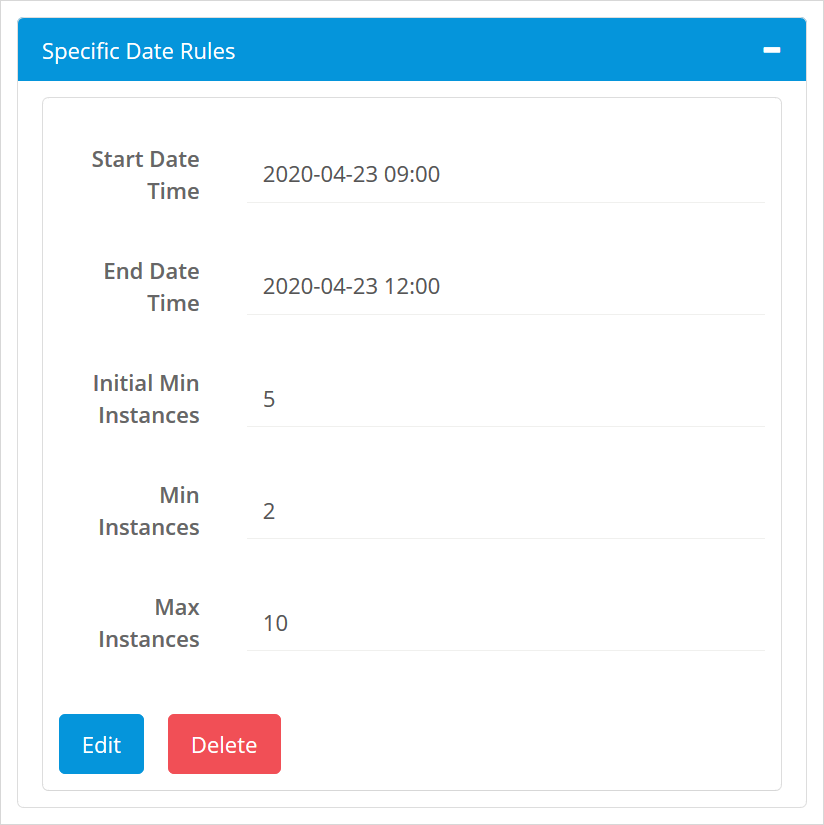 Specific Date Rules
Start Date
Time
2020-04-23 09:00
End Date
Time
2020-04-23 12:00
Initial Min
Instances
5
Min
Instances
2
Max
Instances
10
Edit
Delete